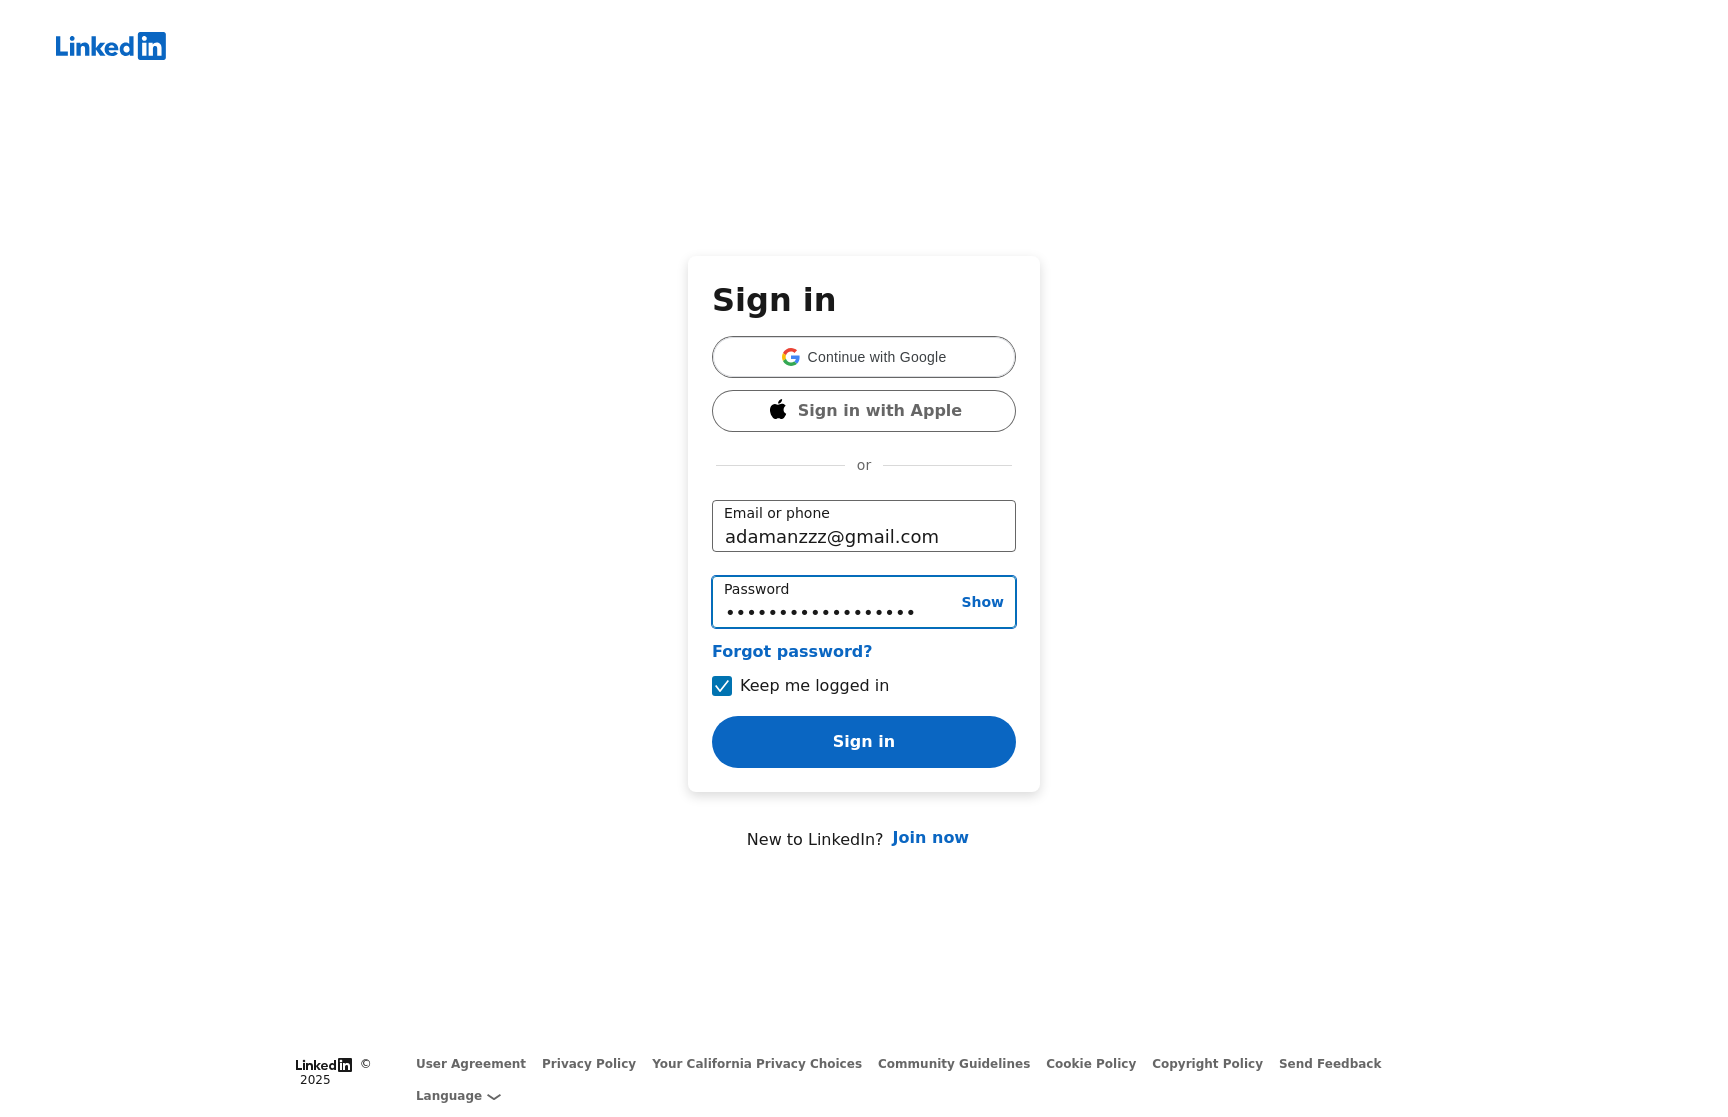 LinkedIn
Sign in
Continue with Google
Sign in with Apple
or
Email or phone
adamanzzz@gmail.com
Password
••••••••••••••••••
Show
Forgot password?
Keep me logged in
Sign in
New to LinkedIn? Join now
LinkedIn ©
2025
User Agreement Privacy Policy Your California Privacy Choices Community Guidelines Cookie Policy Copyright Policy Send Feedback
Language